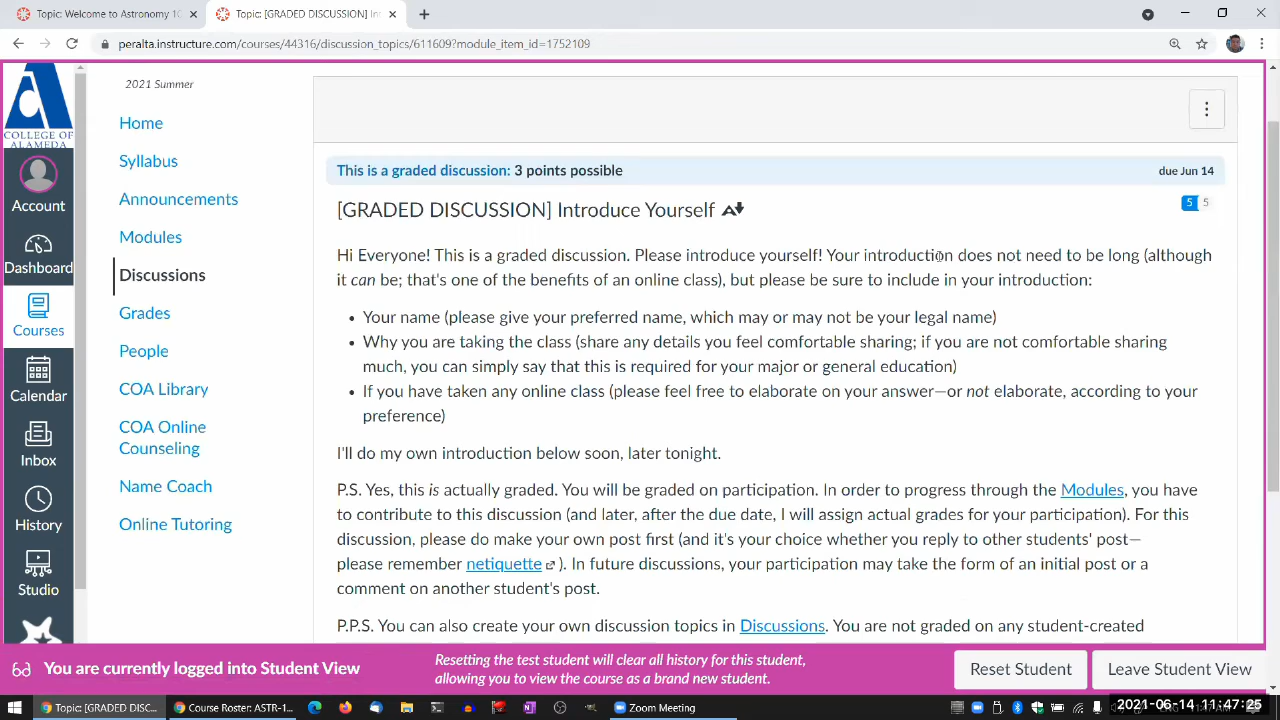 Topic: Welcome to Astronomy 10
Topic: [GRADED DISCUSSION] Int
peralta.instructure.com/courses/44316/discussion_topics/611609?module_item_id=1752109
COLLEGE OF
ALAMEDA
Account
Dashboard
Courses
Calendar
Inbox
History
Studio
2021 Summer
Home
Syllabus
Announcements
Modules
Discussions
Grades
People
COA Library
COA Online
Counseling
Name Coach
Online Tutoring
This is a graded discussion: 3 points possible
due Jun 14
[GRADED DISCUSSION] Introduce Yourself
5 5
Hi Everyone! This is a graded discussion. Please introduce yourself! Your introduction does not need to be long (although
it can be; that's one of the benefits of an online class), but please be sure to include in your introduction:
• Your name (please give your preferred name, which may or may not be your legal name)
• Why you are taking the class (share any details you feel comfortable sharing; if you are not comfortable sharing
much, you can simply say that this is required for your major or general education)
• If you have taken any online class (please feel free to elaborate on your answer—or not elaborate, according to your
preference)
I'll do my own introduction below soon, later tonight.
P.S. Yes, this is actually graded. You will be graded on participation. In order to progress through the Modules, you have
to contribute to this discussion (and later, after the due date, I will assign actual grades for your participation). For this
discussion, please do make your own post first (and it's your choice whether you reply to other students' post—
please remember netiquette ). In future discussions, your participation may take the form of an initial post or a
comment on another student's post.
P.P.S. You can also create your own discussion topics in Discussions. You are not graded on any student-created
You are currently logged into Student View
Resetting the test student will clear all history for this student,
allowing you to view the course as a brand new student.
Reset Student
Leave Student View
Topic: [GRADED DISC...
Course Roster: ASTR-1...
Zoom Meeting
2021-06-14 11:47:25